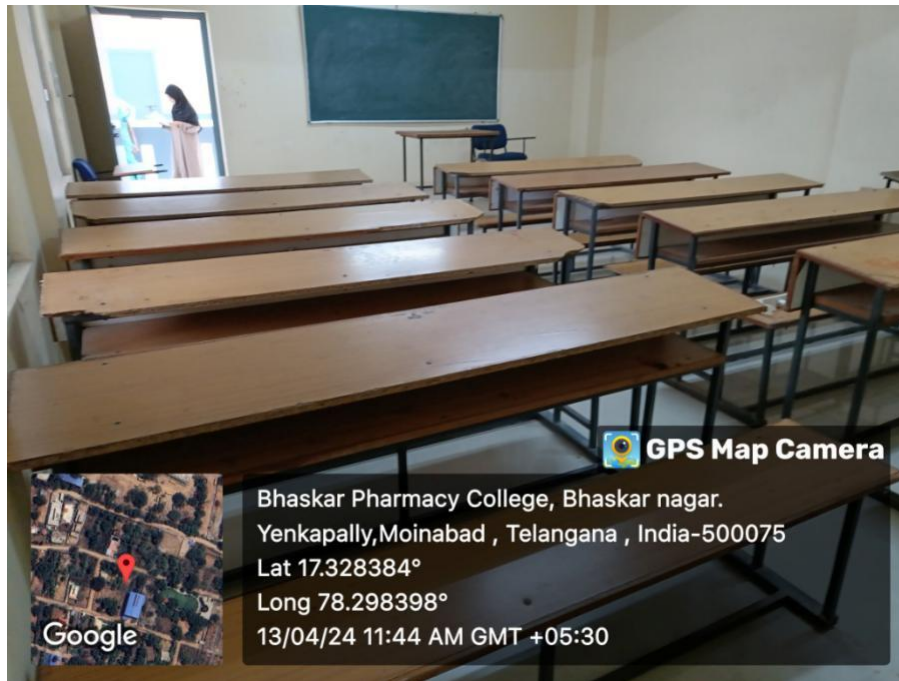 GPS Map Camera
Bhaskar Pharmacy College, Bhaskar nagar.
Yenkapally,Moinabad , Telangana , India-500075
Lat 17.328384°
Long 78.298398°
13/04/24 11:44 AM GMT +05:30
Google